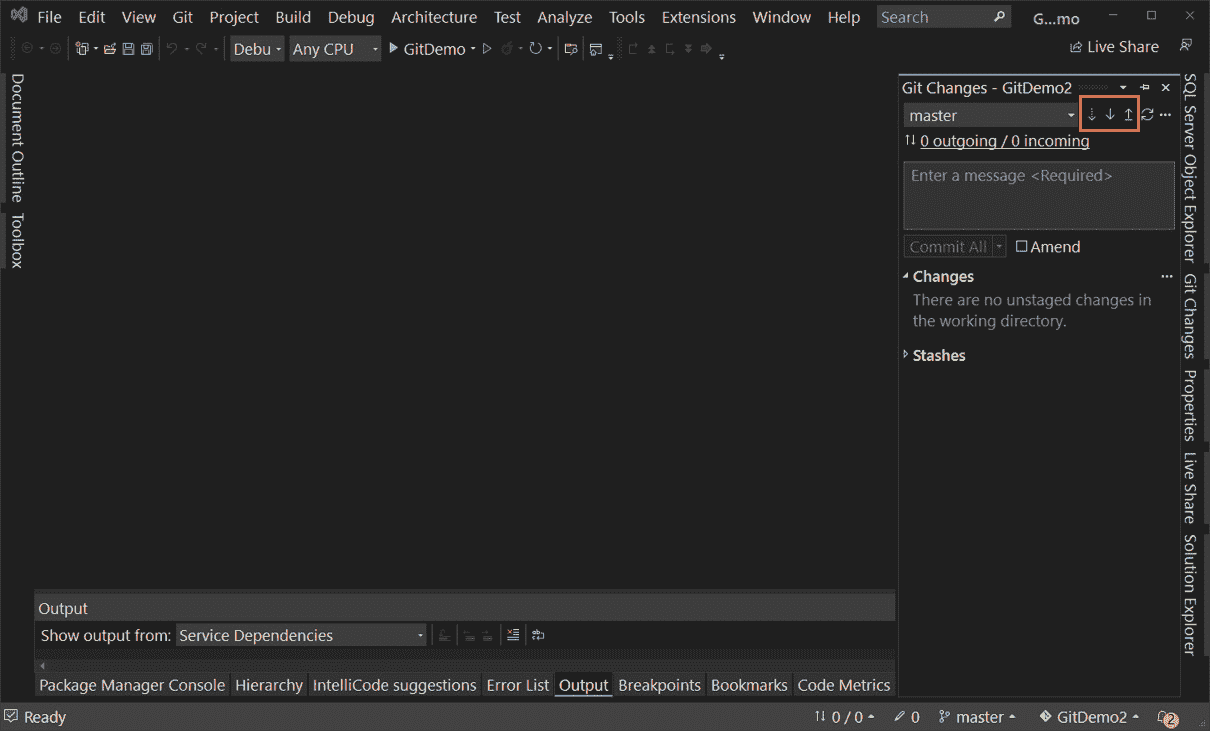 File Edit View Git Project Build Debug Architecture Test Analyze Tools Extensions Window Help Search G...mo
Debu Any CPU GitDemo Live Share
Document Outline
Toolbox
Git Changes - GitDemo2
master
0 outgoing / 0 incoming
Enter a message <Required>
Commit All Amend
Changes
There are no unstaged changes in
the working directory.
Stashes
SQL Server Object Explorer
Git Changes
Properties
Live Share
Solution Explorer
Output
Show output from: Service Dependencies
Package Manager Console Hierarchy IntelliCode suggestions Error List Output Breakpoints Bookmarks Code Metrics
Ready 0 / 0 0 master GitDemo2 2